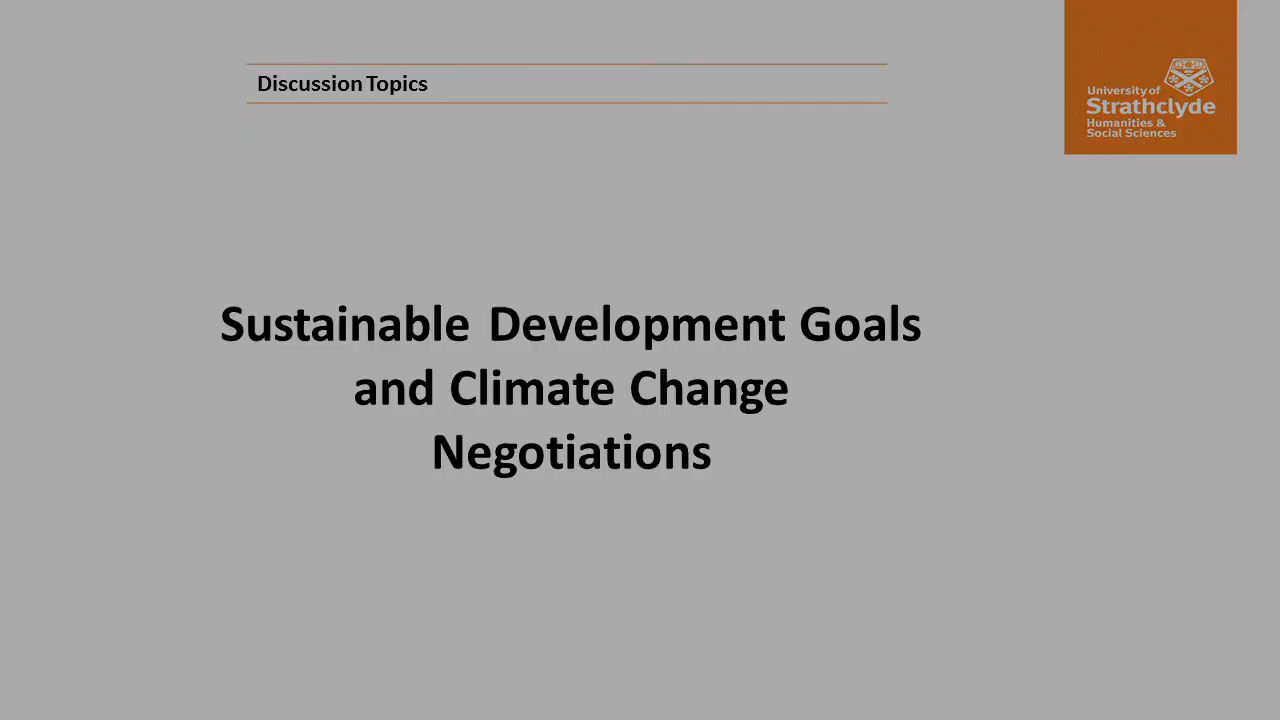 Discussion Topics
University of
Strathclyde
Humanities &
Social Sciences
Sustainable Development Goals
and Climate Change
Negotiations